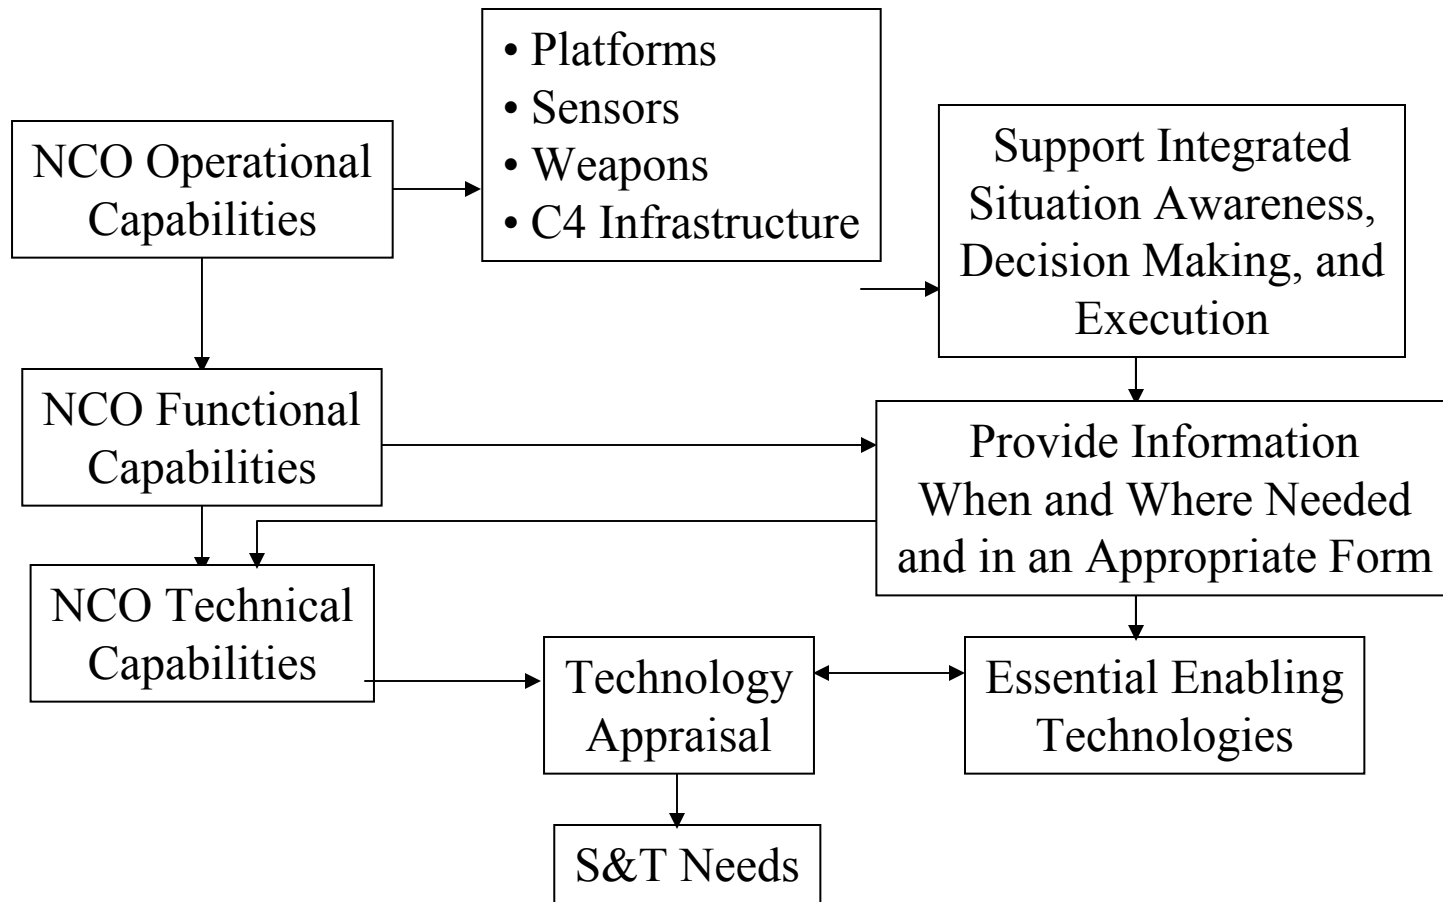 • Platforms
• Sensors
• Weapons
• C4 Infrastructure
NCO Operational
Capabilities
Support Integrated
Situation Awareness,
Decision Making, and
Execution
NCO Functional
Capabilities
Provide Information
When and Where Needed
and in an Appropriate Form
NCO Technical
Capabilities
Technology
Appraisal
Essential Enabling
Technologies
S&T Needs